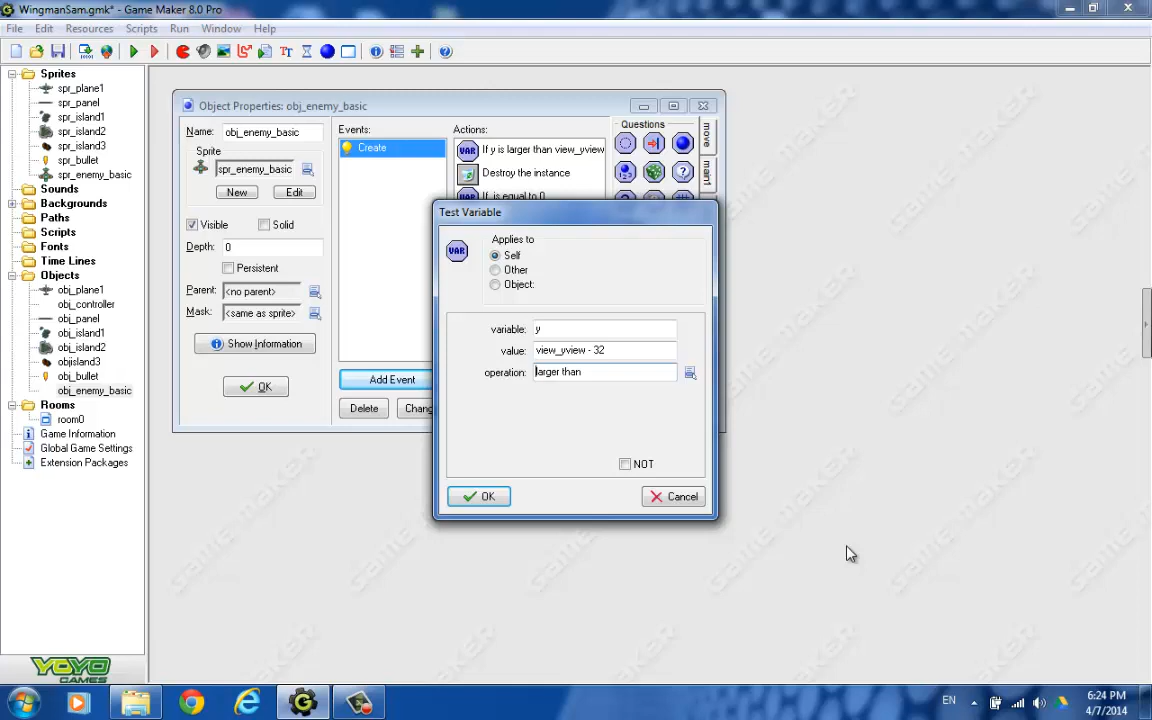 WingmanSam.gmk* - Game Maker 8.0 Pro
File Edit Resources Scripts Run Window Help
Sprites
spr_plane1
spr_panel
spr_island1
spr_island2
spr_island3
spr_bullet
spr_enemy_basic
Sounds
Backgrounds
Paths
Scripts
Fonts
Time Lines
Objects
obj_plane1
obj_controller
obj_panel
obj_island1
obj_island2
objisland3
obj_bullet
obj_enemy_basic
Rooms
room0
Game Information
Global Game Settings
Extension Packages
YOYO
GAMES
Object Properties: obj_enemy_basic
Name: obj_enemy_basic
Sprite
spr_enemy_basic
New Edit
Visible Solid
Depth: 0
Persistent
Parent: <no parent>
Mask: <same as sprite>
Show Information
OK
Events:
Create
Add Event
Delete Chang
Actions:
VAR If y is larger than view_yview
Destroy the instance
If is equal to 0
Questions
move
main1
Test Variable
VAR
Applies to
Self
Other
Object:
variable: y
value: view_yview - 32
operation: larger than
NOT
OK Cancel
GAME MAKER
EN
6:24 PM
4/7/2014